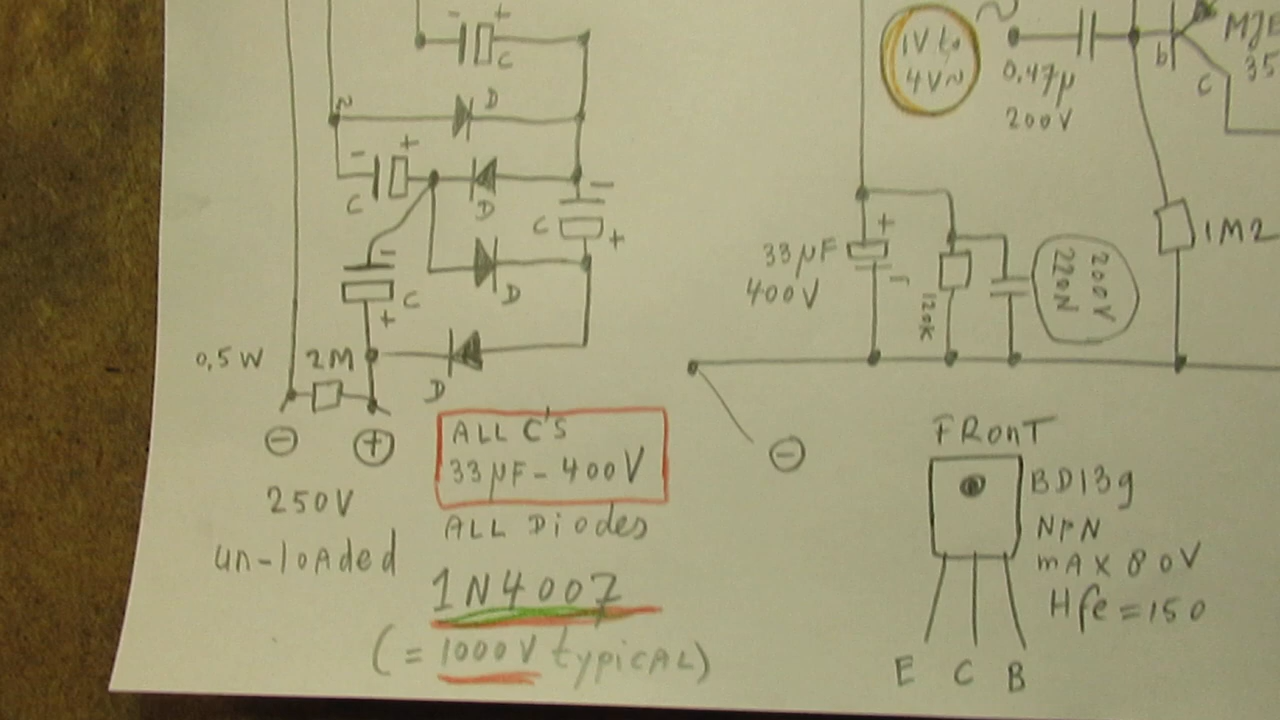 - +
C
~
D
- +
C
D
-
C
+
-
C
+
D
0,5W 2M
D
- +
250V
un-loaded
ALL C'S
33µF - 400V
ALL Diodes
1N4007
(= 1000V typical)
1V to
4V~
~
0,47µ
200V
b
C
MJE
35
+
33µF
400V
-
120K
200V
220N
1M2
-
FRONT
BD139
NPN
MAX 80V
Hfe = 150
E C B